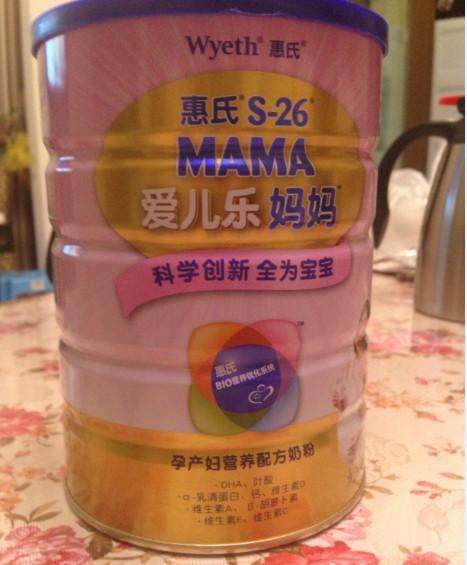 Wyeth® 惠氏®
惠氏® S-26®
MAMA
爱儿乐 妈妈®
科学创新 全为宝宝
惠氏
BIO营养优化系统
TM
孕产妇营养配方奶粉
· DHA、叶酸
· α-乳清蛋白、钙、维生素D
· 维生素A、 β-胡萝卜素
· 维生素E、维生素C